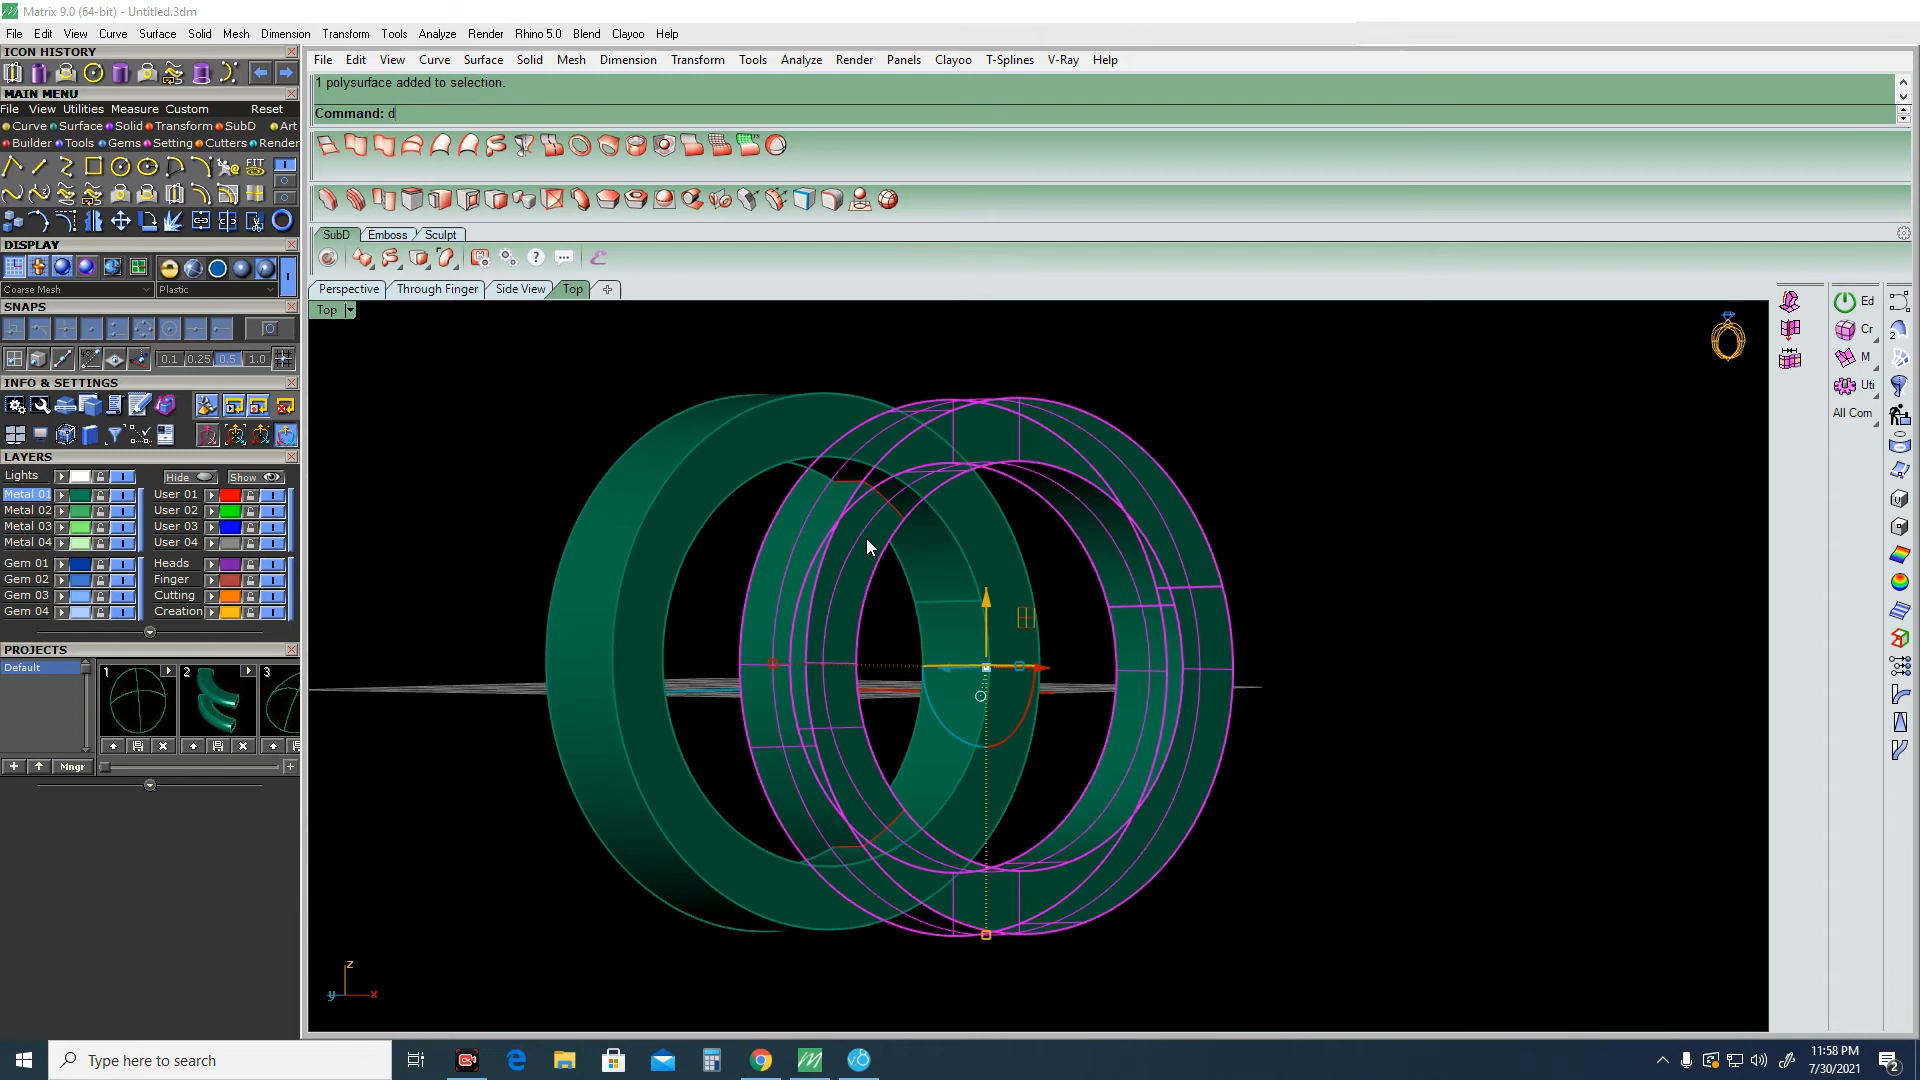 Matrix 9.0 (64-bit) - Untitled.3dm
File Edit View Curve Surface Solid Mesh Dimension Transform Tools Analyze Render Rhino 5.0 Blend Clayoo Help
ICON HISTORY
MAIN MENU
File View Utilities Measure Custom Reset
Curve Surface Solid Transform SubD Art
Builder Tools Gems Setting Cutters Render
FIT
DISPLAY
Coarse Mesh Plastic
SNAPS
0.1 0.25 0.5 1.0
INFO & SETTINGS
LAYERS
Lights Hide Show
Metal 01 User 01
Metal 02 User 02
Metal 03 User 03
Metal 04 User 04
Gem 01 Heads
Gem 02 Finger
Gem 03 Cutting
Gem 04 Creation
PROJECTS
Default 1 2 3
Mngr
File Edit View Curve Surface Solid Mesh Dimension Transform Tools Analyze Render Panels Clayoo T-Splines V-Ray Help
1 polysurface added to selection.
Command: d
SubD Emboss Sculpt
Perspective Through Finger Side View Top
Top
z
y x
Ed
Cr
M
Uti
All Com
Type here to search
11:58 PM
7/30/2021
2